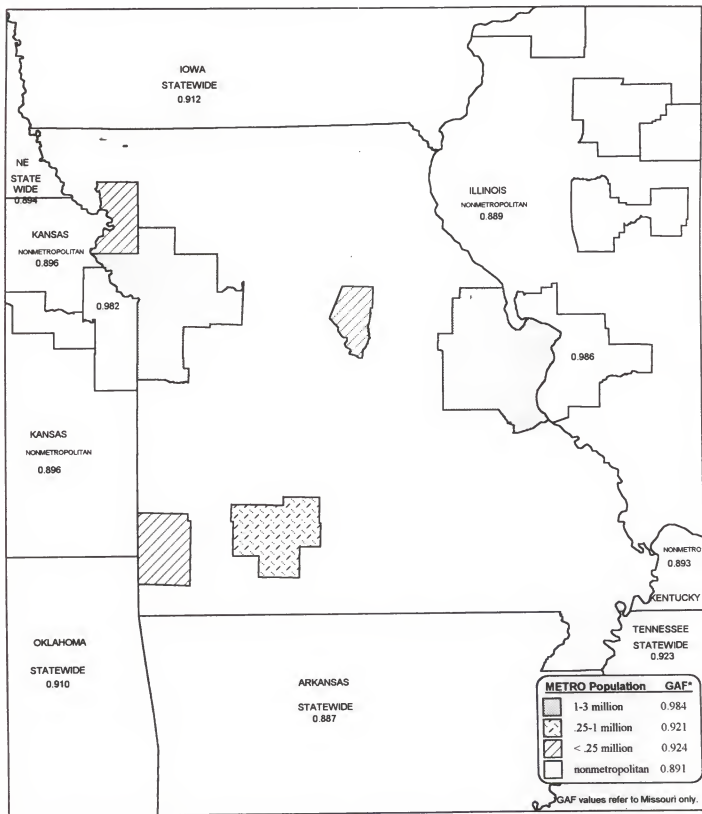 IOWA
STATEWIDE
0.912
NE
STATE
WIDE
0.894
ILLINOIS
NONMETROPOLITAN
0.889
KANSAS
NONMETROPOLITAN
0.896
0.982
0.986
KANSAS
NONMETROPOLITAN
0.896
NONMETRO
0.893
KENTUCKY
OKLAHOMA
STATEWIDE
0.910
ARKANSAS
STATEWIDE
0.887
TENNESSEE
STATEWIDE
0.923
METRO Population GAF*
1-3 million 0.984
.25-1 million 0.921
< .25 million 0.924
nonmetropolitan 0.891
*GAF values refer to Missouri only.